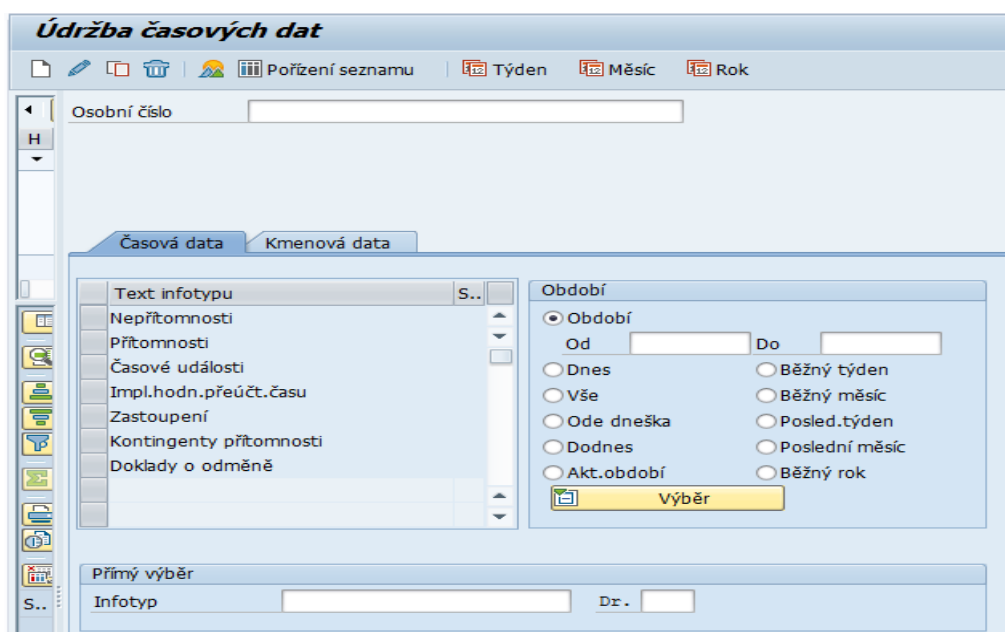 Údržba časových dat
Pořízení seznamu Týden Měsíc Rok
Osobní číslo
H
Časová data Kmenová data
Text infotypu S..
Nepřítomnosti
Přítomnosti
Časové události
Impl.hodn.přeúčt.času
Zastoupení
Kontingenty přítomnosti
Doklady o odměně
Období
Období
Od Do
Dnes Běžný týden
Vše Běžný měsíc
Ode dneška Posled.týden
Dodnes Poslední měsíc
Akt.období Běžný rok
Výběr
Přímý výběr
S.. Infotyp Dr.